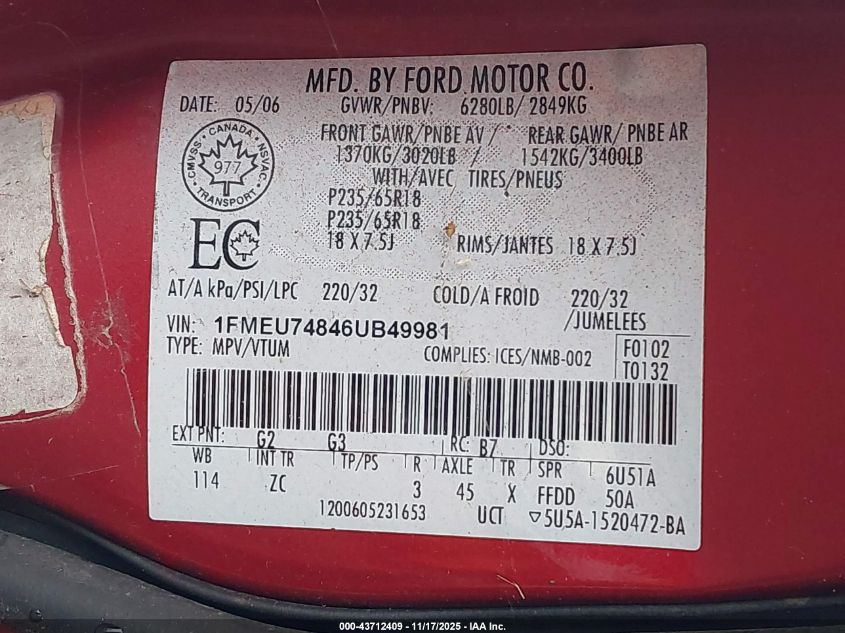 MFD. BY FORD MOTOR CO.
DATE: 05/06 GVWR/PNBV: 6280LB/ 2849KG
FRONT GAWR/PNBE AV / REAR GAWR/ PNBE AR
1370KG/3020LB / 1542KG/3400LB
WITH/AVEC TIRES/PNEUS
P235/65R18
P235/65R18
18 X 7.5J RIMS/JANTES 18 X 7.5J
CANADA
CMVSS NSVAC
977
TRANSPORT
EC
AT/A kPa/PSI/LPC 220/32 COLD/A FROID 220/32
/JUMELEES
VIN: 1FMEU74846UB49981
TYPE: MPV/VTUM COMPLIES: ICES/NMB-002
F0102
T0132
EXT PNT: G2 G3 RC: B7 DSO:
WB INT TR TP/PS R AXLE TR SPR 6U51A
114 ZC 3 45 X FFDD 50A
1200605231653 UCT ▽5U5A-1520472-BA
000-43712409 - 11/17/2025 - IAA Inc.